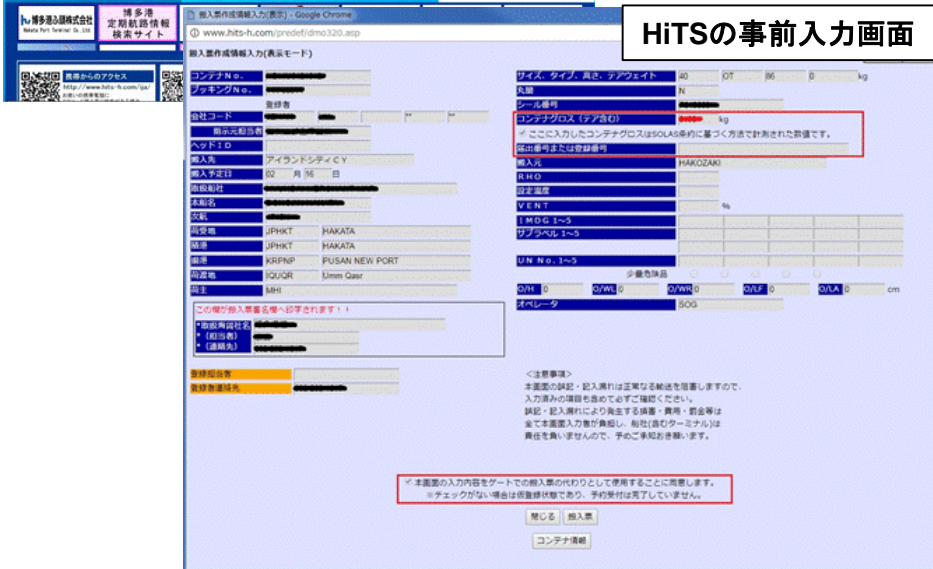 HiTSの事前入力画面
博多港ふ頭株式会社
Hakata Port Terminal Co.,Ltd
博多港
定期航路情報
検索サイト
携帯からのアクセス
http://www.hits-h.com/ija/
搬入票作成情報入力(表示) - Google Chrome
www.hits-h.com/predef/dmo320.asp
搬入票作成情報入力(表示モード)
コンテナNo.
ブッキングNo.
登録者
会社コード ** **
指示元担当者
ヘッドID
搬入先 アイランドシティCY
搬入予定日 02 月 16 日
取扱船社
本船名
次航
荷受地 JPHKT HAKATA
積港 JPHKT HAKATA
揚港 KRPNP PUSAN NEW PORT
荷渡地 IQUQR Umm Qasr
荷主 MHI
この欄が搬入票署名欄へ印字されます!!
*取扱海貨社名
*(担当者)
*(連絡先)
登録担当者
登録者連絡先
サイズ、タイプ、高さ、テアウェイト 40 OT 86 0 kg
丸関 N
シール番号
コンテナグロス(テア含む) kg
ここに入力したコンテナグロスはSOLAS条約に基づく方法で計測された数値です。
届出番号または登録番号
搬入元 HAKOZAKI
RHO
設定温度
VENT %
IMDG 1~5
サブラベル 1~5
UN No.1~5
少量危険品
O/H 0 O/WL 0 O/WR 0 O/LF 0 O/LA 0 cm
オペレータ SOG
<注意事項>
本画面の誤記・記入漏れは正常なる輸送を阻害しますので、
入力済みの項目も含めて必ずご確認ください。
誤記・記入漏れにより発生する損害・費用・罰金等は
全て本画面入力者が負担し、船社(含むターミナル)は
責任を負いませんので、予めご承知おき願います。
本画面の入力内容をゲートでの搬入票の代わりとして使用することに同意します。
※チェックがない場合は仮登録状態であり、予約受付は完了していません。
閉じる 搬入票
コンテナ情報